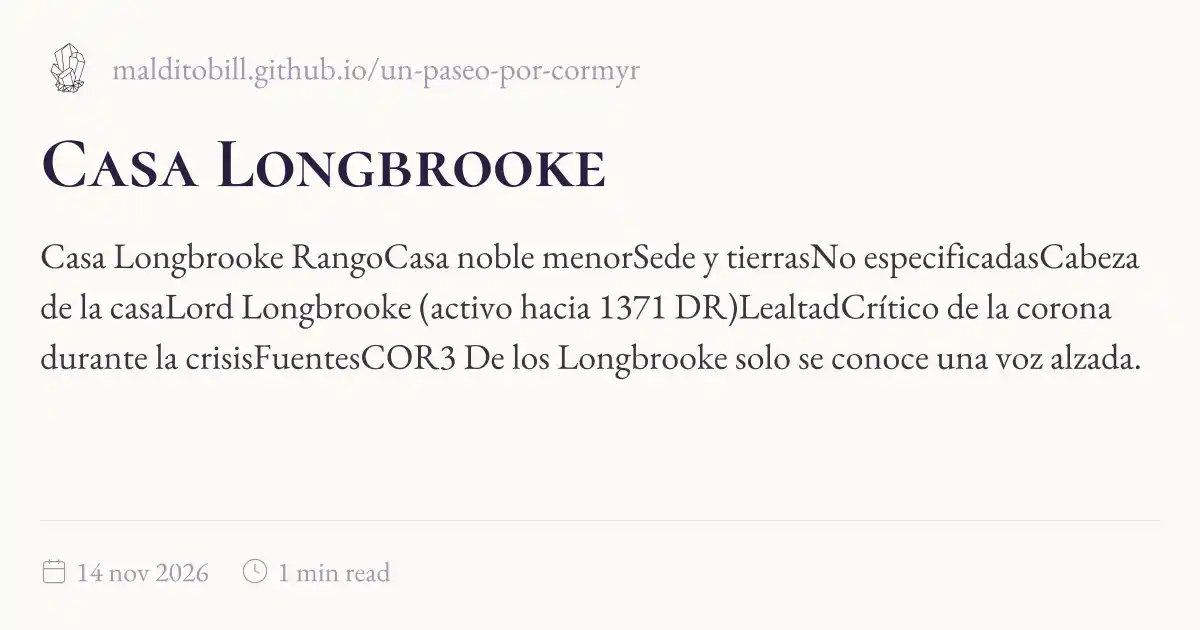 malditobill.github.io/un-paseo-por-cormyr
Casa Longbrooke
Casa Longbrooke RangoCasa noble menorSede y tierrasNo especificadasCabeza
de la casaLord Longbrooke (activo hacia 1371 DR)LealtadCrítico de la corona
durante la crisisFuentesCOR3 De los Longbrooke solo se conoce una voz alzada.
14 nov 2026 1 min read